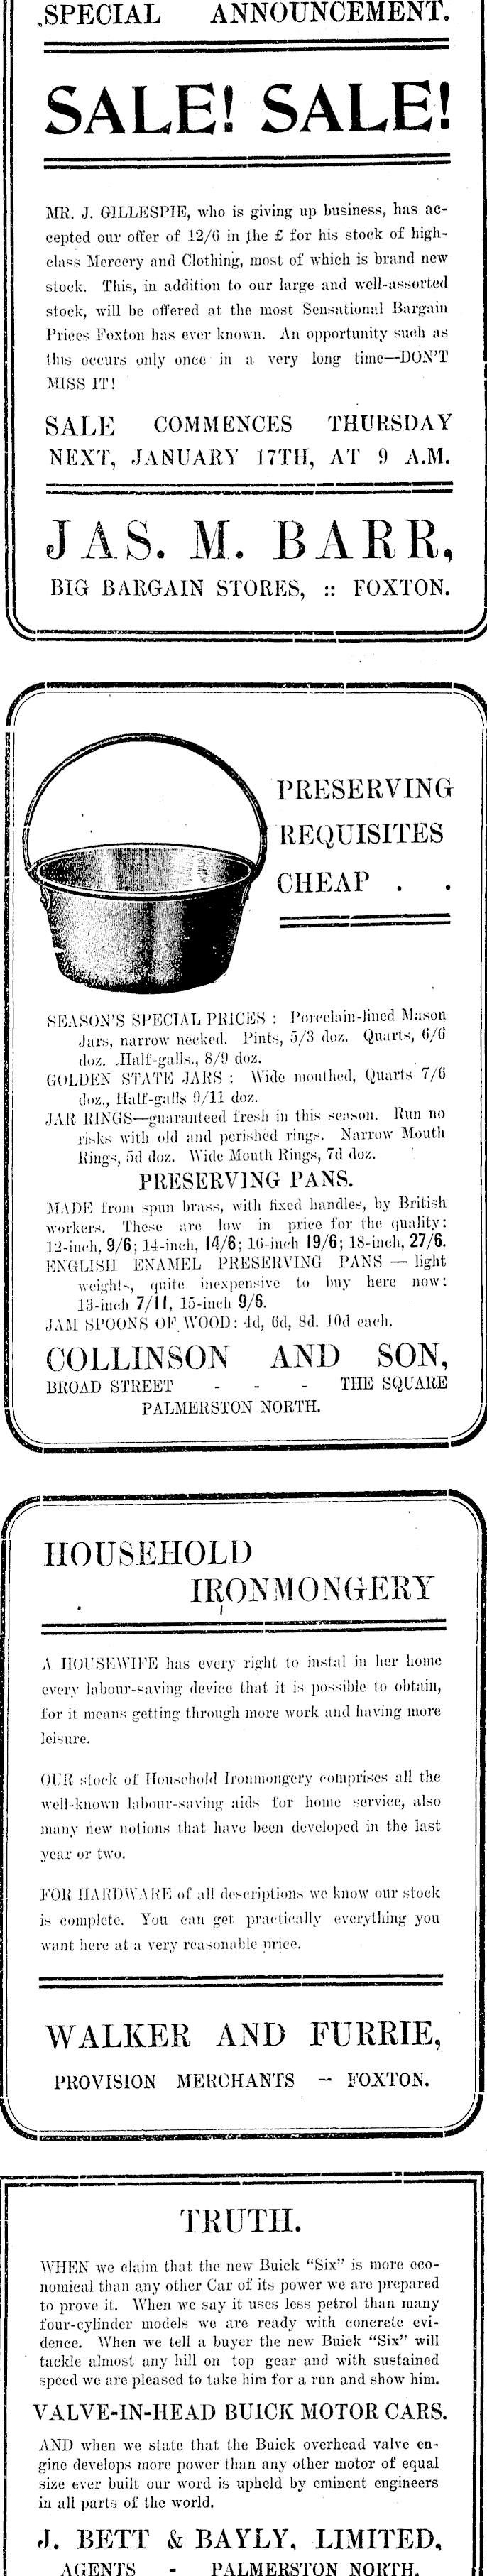 SPECIAL ANNOUNCEMENT.
SALE! SALE!
MR. J. GILLESPIE, who is giving up business, has ac-
cepted our offer of 12/6 in the £ for his stock of high-
class Mercery and Clothing, most of which is brand new
stock. This, in addition to our large and well-assorted
stock, will be offered at the most Sensational Bargain
Prices Foxton has ever known. An opportunity such as
this occurs only once in a very long time—DON'T
MISS IT!
SALE COMMENCES THURSDAY
NEXT, JANUARY 17TH, AT 9 A.M.
JAS. M. BARR,
BIG BARGAIN STORES, :: FOXTON.
PRESERVING
REQUISITES
CHEAP . .
SEASON'S SPECIAL PRICES : Porcelain-lined Mason
Jars, narrow necked. Pints, 5/3 doz. Quarts, 6/6
doz. .Half-galls., 8/9 doz.
GOLDEN STATE JARS : Wide mouthed, Quarts 7/6
doz., Half-galls 9/11 doz.
JAR RINGS—guaranteed fresh in this season. Run no
risks with old and perished rings. Narrow Mouth
Rings, 5d doz. Wide Mouth Rings, 7d doz.
PRESERVING PANS.
MADE from spun brass, with fixed handles, by British
workers. These are low in price for the quality:
12-inch, 9/6; 14-inch, 14/6; 16-inch 19/6; 18-inch, 27/6.
ENGLISH ENAMEL PRESERVING PANS — light
weights, quite inexpensive to buy here now:
13-inch 7/11, 15-inch 9/6.
JAM SPOONS OF WOOD: 4d, 6d, 8d. 10d each.
COLLINSON AND SON,
BROAD STREET - - - THE SQUARE
PALMERSTON NORTH.
HOUSEHOLD
IRONMONGERY
A HOUSEWIFE has every right to instal in her home
every labour-saving device that it is possible to obtain,
for it means getting through more work and having more
leisure.
OUR stock of Household Ironmongery comprises all the
well-known labour-saving aids for home service, also
many new notions that have been developed in the last
year or two.
FOR HARDWARE of all descriptions we know our stock
is complete. You can get practically everything you
want here at a very reasonable price.
WALKER AND FURRIE,
PROVISION MERCHANTS — FOXTON.
TRUTH.
WHEN we claim that the new Buick "Six" is more eco-
nomical than any other Car of its power we are prepared
to prove it. When we say it uses less petrol than many
four-cylinder models we are ready with concrete evi-
dence. When we tell a buyer the new Buick "Six" will
tackle almost any hill on top gear and with sustained
speed we are pleased to take him for a run and show him.
VALVE-IN-HEAD BUICK MOTOR CARS.
AND when we state that the Buick overhead valve en-
gine develops more power than any other motor of equal
size ever built our word is upheld by eminent engineers
in all parts of the world.
J. BETT & BAYLY, LIMITED,
AGENTS - PALMERSTON NORTH.